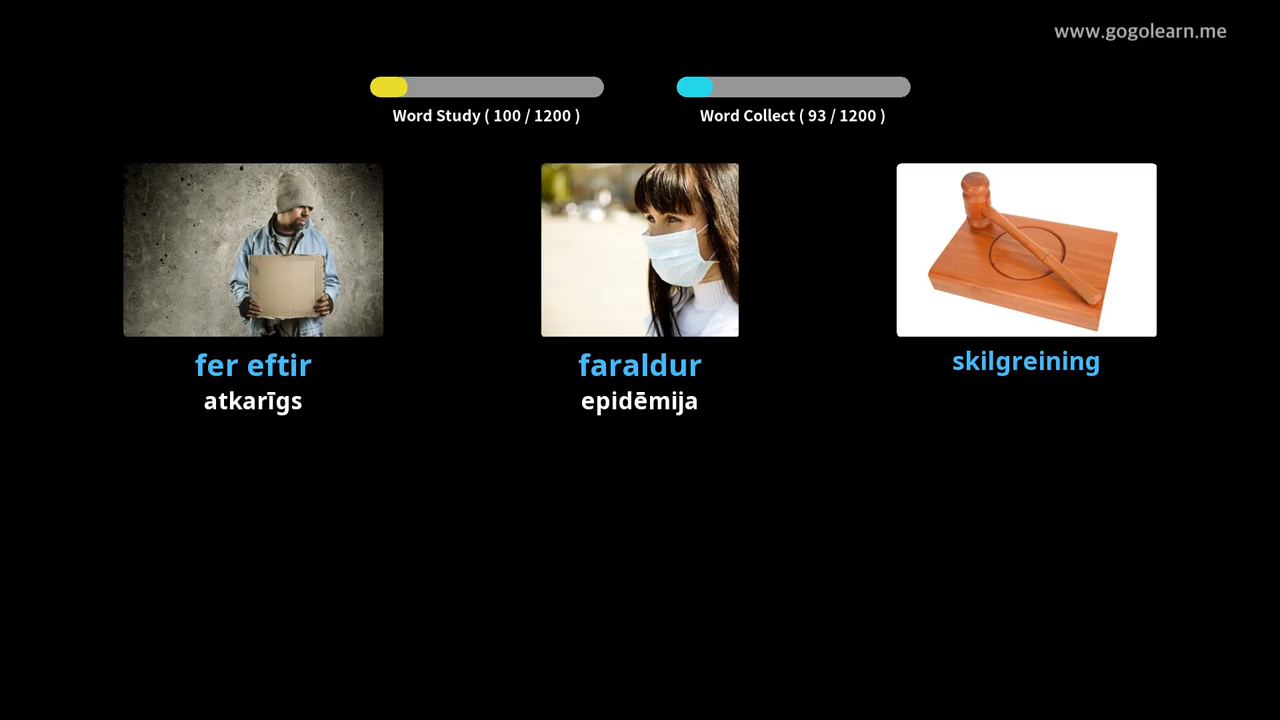 www.gogolearn.me
Word Study ( 100 / 1200 )
Word Collect ( 93 / 1200 )
fer eftir
atkarīgs
faraldur
epidēmija
skilgreining